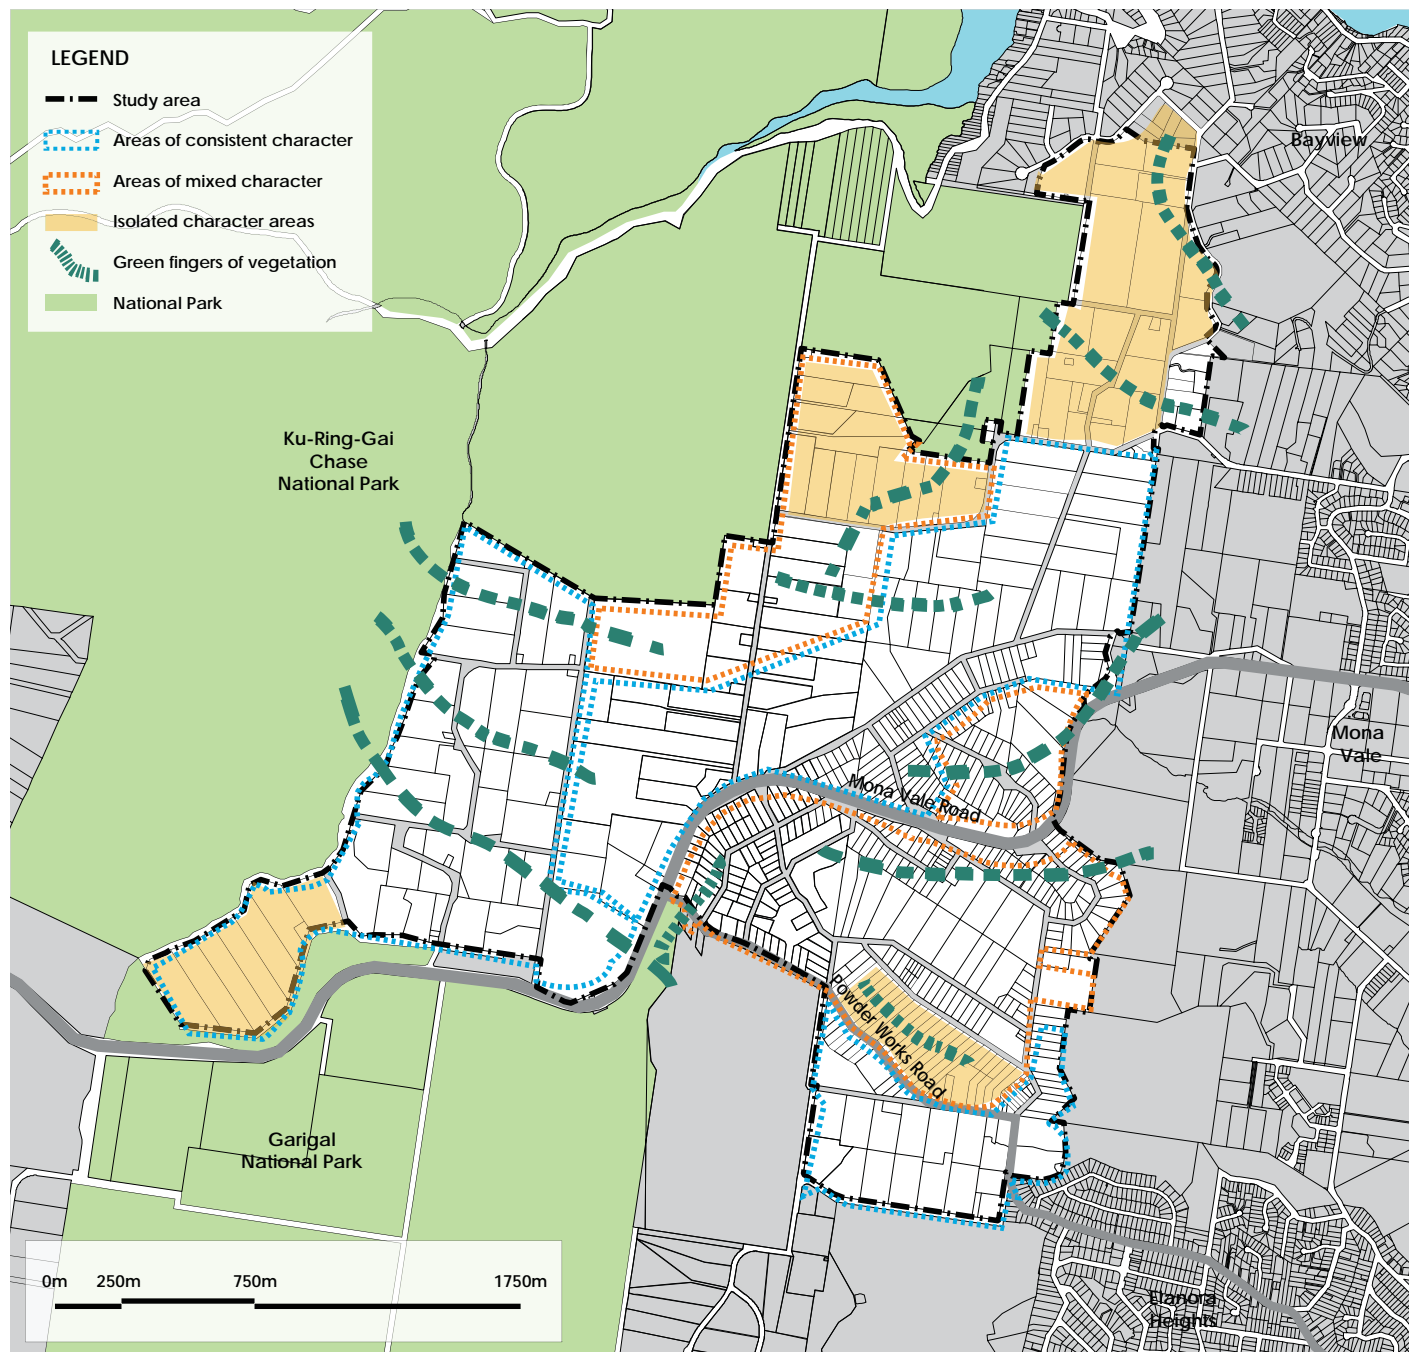 LEGEND
Study area
Areas of consistent character
Areas of mixed character
Isolated character areas
Green fingers of vegetation
National Park
Bayview
Ku-Ring-Gai
Chase
National Park
Mona
Vale
Mona Vale Road
Powder Works Road
Garigal
National Park
0m 250m 750m 1750m
Elanora
Heights